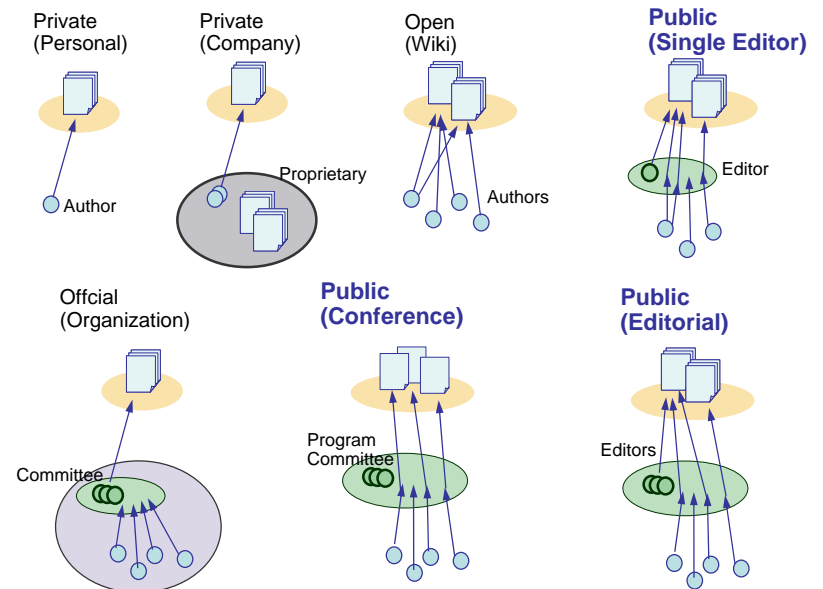 Private
(Personal)
Private
(Company)
Open
(Wiki)
Public
(Single Editor)
Proprietary
Author
Authors
Editor
Offcial
(Organization)
Public
(Conference)
Public
(Editorial)
Committee
Program
Committee
Editors